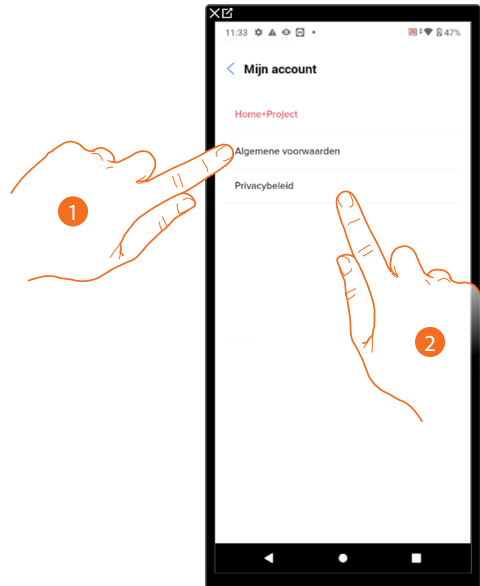 11:33 47%
Mijn account
Home+Project
Algemene voorwaarden
Privacybeleid
1
2